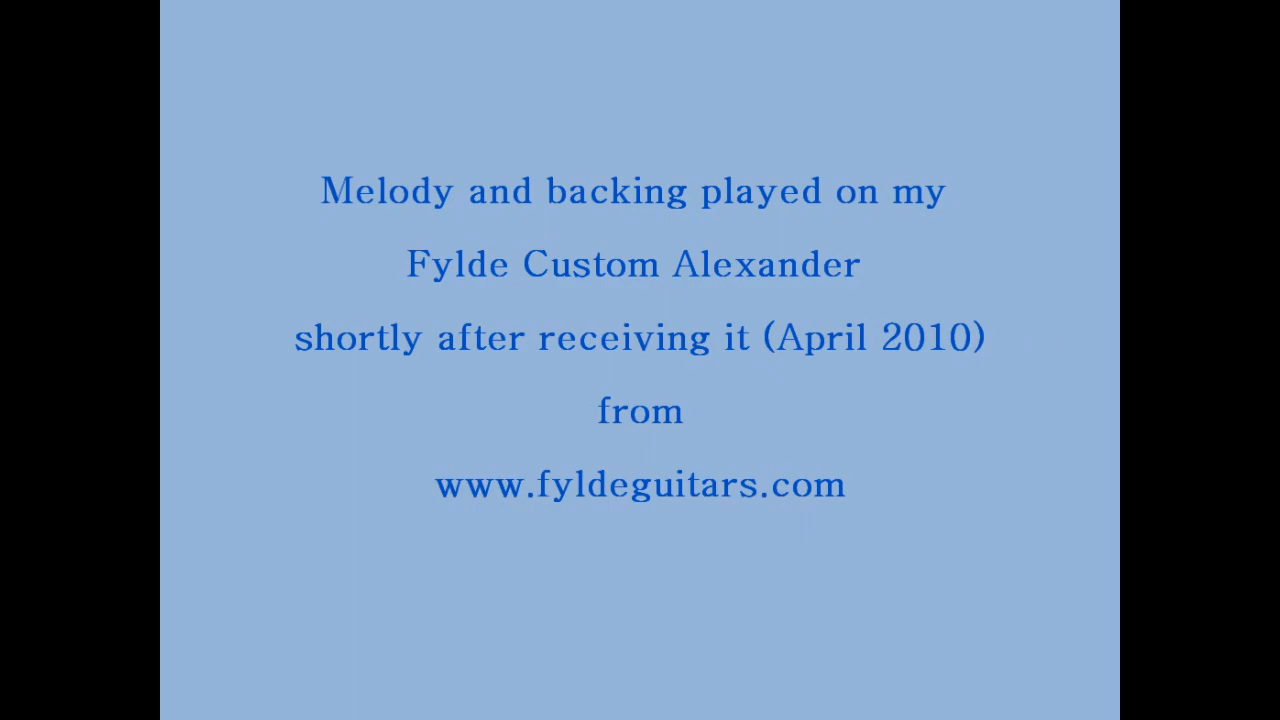 Melody and backing played on my
Fylde Custom Alexander
shortly after receiving it (April 2010)
from
www.fyldeguitars.com